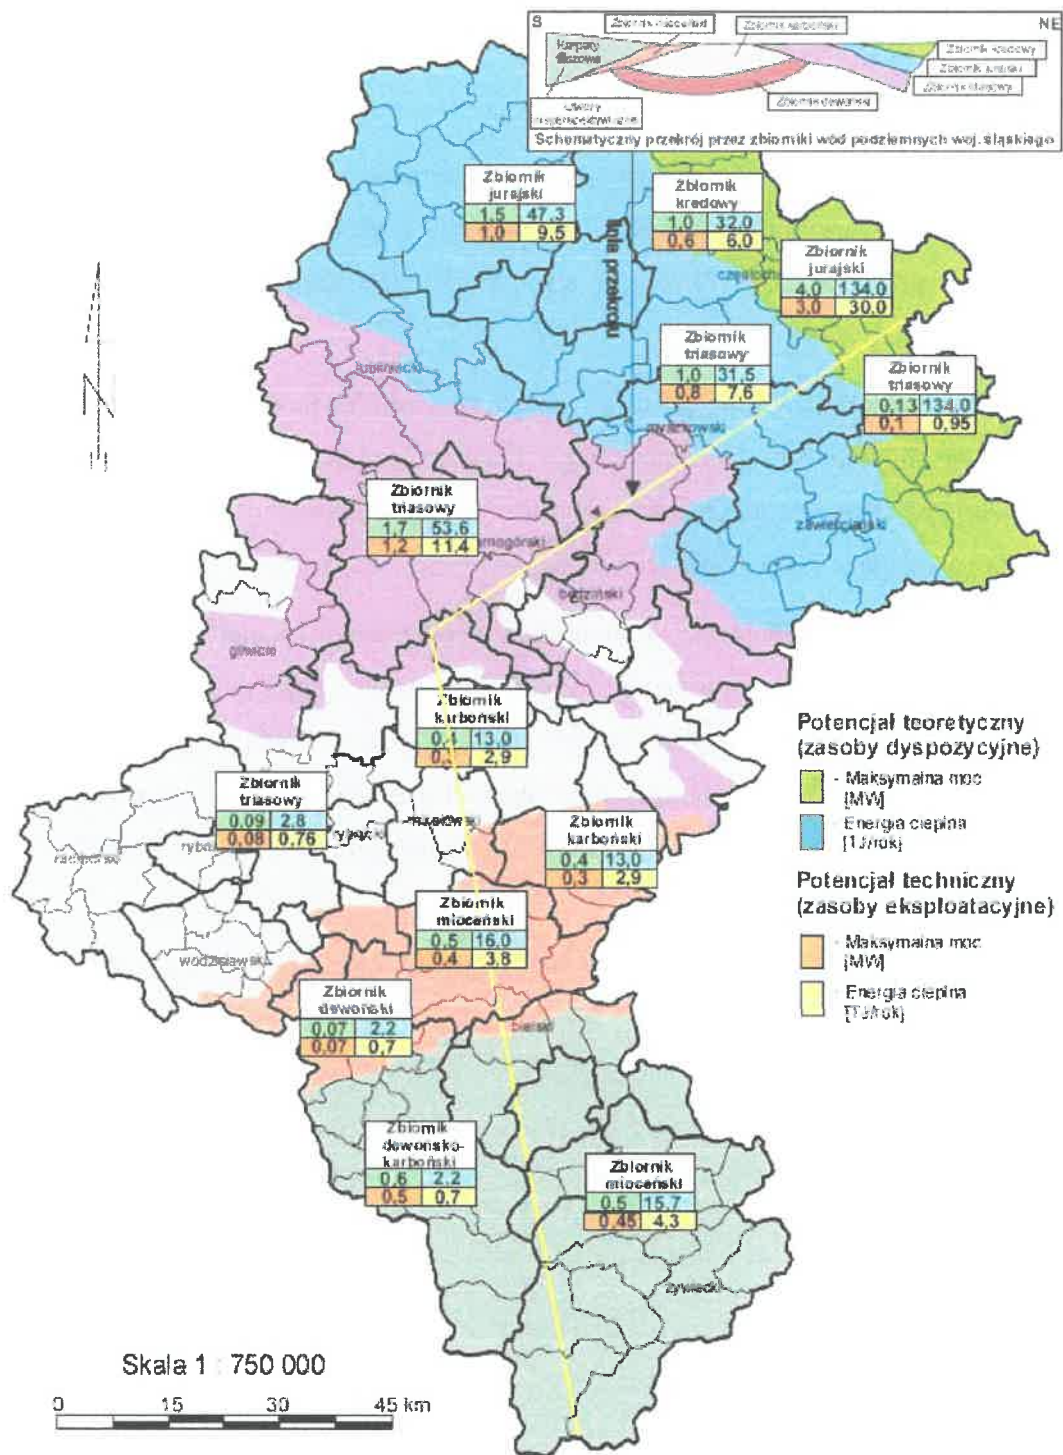 S NE
Zbiornik mioceński
Zbiornik karboński
Karpaty
fliszowe
Zbiornik kredowy
Zbiornik jurajski
Zbiornik triasowy
Utwory
Zbiornik dewoński
Schematyczny przekrój przez zbiorniki wód podziemnych woj. śląskiego
Zbiornik
jurajski
1.5 47.3
1,0 9,5
Zbiornik
kredowy
1,0 32.0
0,6 6,0
linia przekroju
Zbiornik
jurajski
4.0 134.0
3,0 30.0
częstoch
Zbiornik
triasowy
1,0 31,5
0,8 7,6
Zbiornik
triasowy
0,13 134.0
0,1 0,95
lubliniecki
myszkowski
N
Zbiornik
triasowy
1.7 53.6
1,2 11,4
rnogórski
zawierciański
będziński
gliwicki
Zbiornik
karboński
0,4 13,0
0,3 2,9
Zbiornik
triasowy
0.09 2.8
0,08 0,76
raciborski
ryb
Zbiornik
karboński
0,4 13,0
0,3 2,9
Zbiornik
mioceński
0,5 16.0
0,4 3,8
wodzisławski
Zbiornik
dewoński
0,07 2.2
0,07 0,7
bielski
Zbiornik
dewońsko-
karboński
0,6 2,2
0,5 0,7
Zbiornik
mioceński
0,5 15,7
0,45 4,3
żywiecki
Potencjał teoretyczny
(zasoby dyspozycyjne)
- Maksymalna moc
[MW]
- Energia cieplna
[TJ/rok]
Potencjał techniczny
(zasoby eksploatacyjne)
- Maksymalna moc
[MW]
- Energia cieplna
[TJ/rok]
Skala 1 : 750 000
0 15 30 45 km